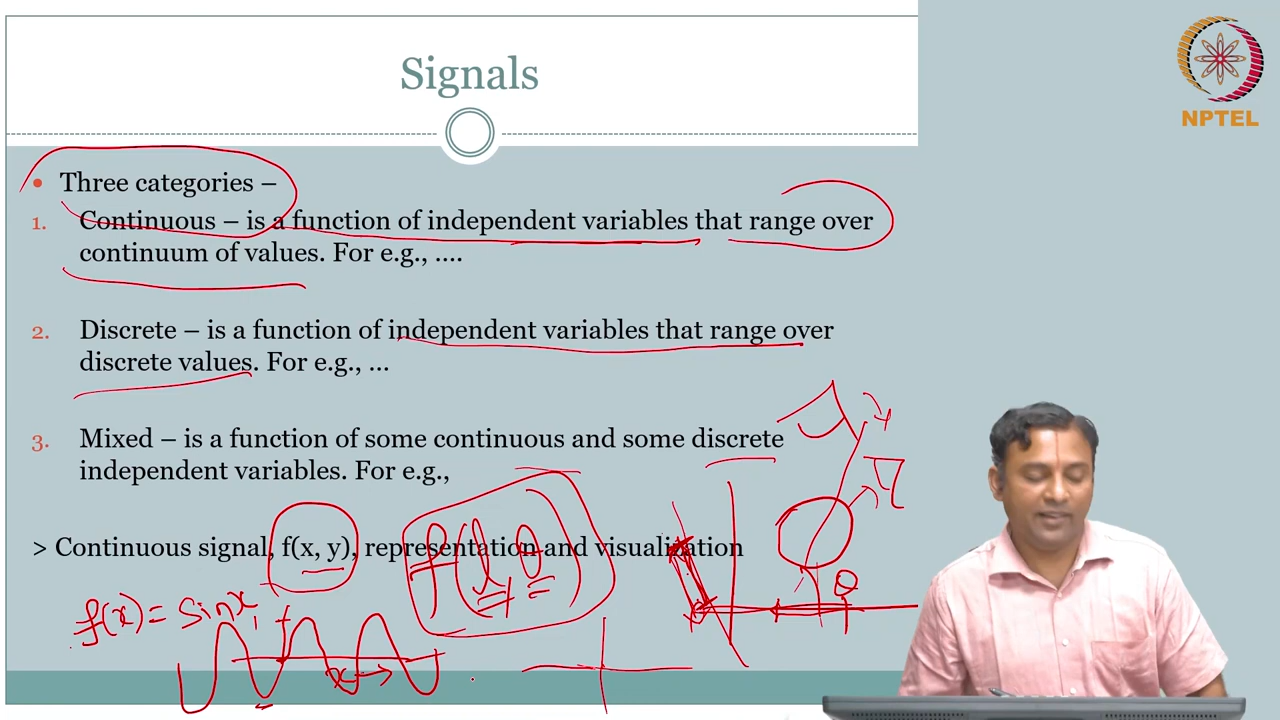 Signals
NPTEL
• Three categories –
1. Continuous – is a function of independent variables that range over
continuum of values. For e.g., ....
2. Discrete – is a function of independent variables that range over
discrete values. For e.g., ...
3. Mixed – is a function of some continuous and some discrete
independent variables. For e.g.,
> Continuous signal, f(x, y), representation and visualization
f(l, θ)
θ
f(x) = sin x
x